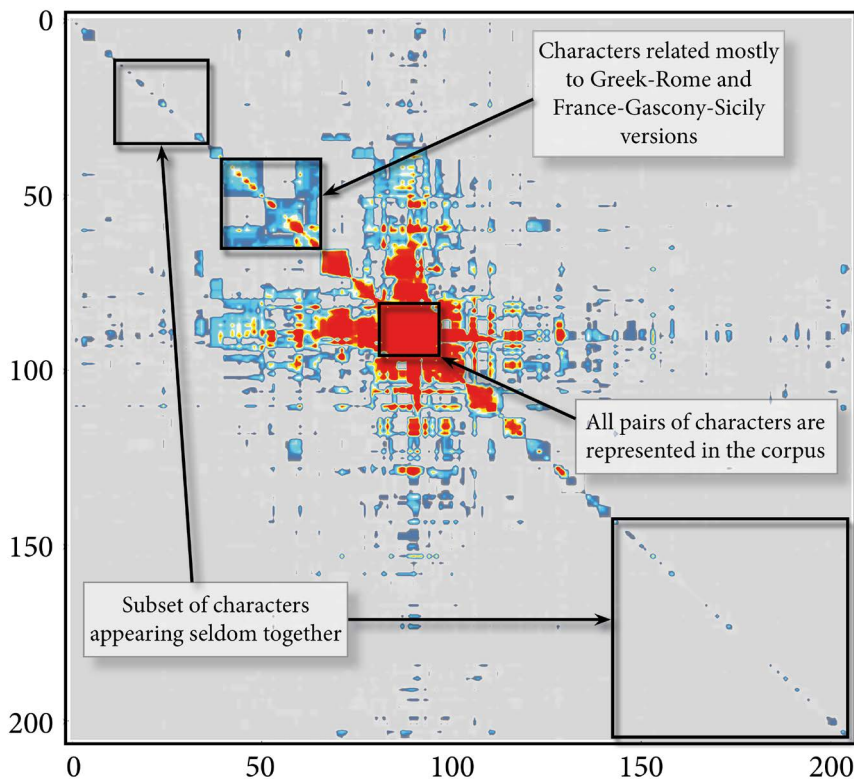 0
50
100
150
200
Characters related mostly
to Greek-Rome and
France-Gascony-Sicily
versions
All pairs of characters are
represented in the corpus
Subset of characters
appearing seldom together
0
50
100
150
200